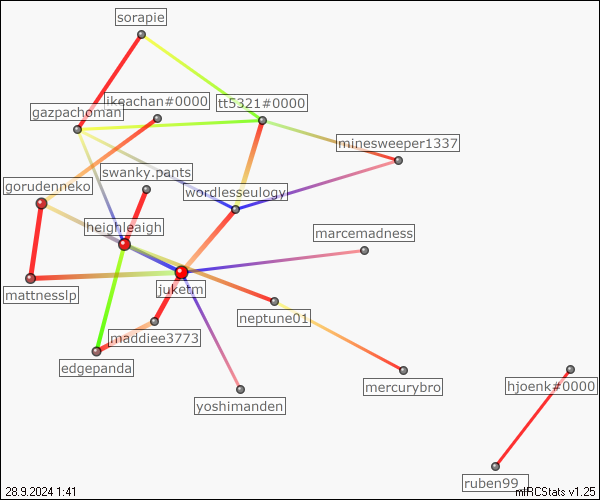 sorapie
ikeachan#0000
tt5321#0000
gazpachoman
minesweeper1337
swanky.pants
gorudenneko
wordlesseulogy
heighleaigh
marcemadness
juketm
mattnesslp
neptune01
maddiee3773
edgepanda
mercurybro
hjoenk#0000
yoshimanden
ruben99_
28.9.2024 1:41
mIRCStats v1.25